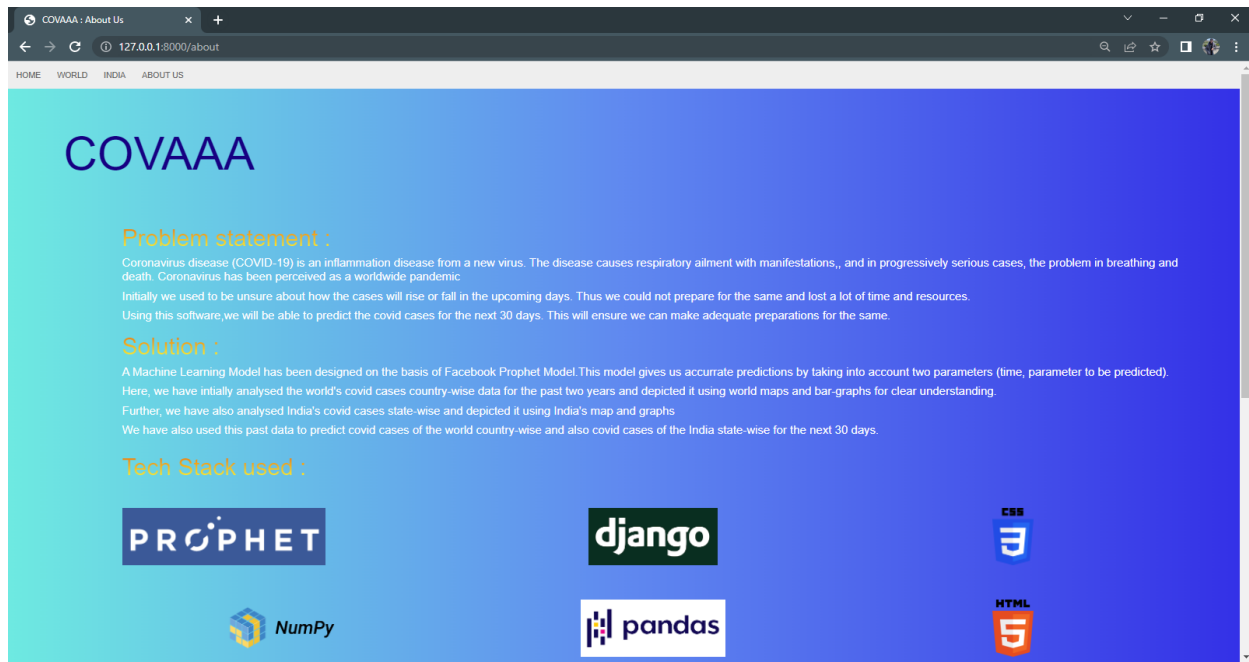 COVAAA : About Us
127.0.0.1:8000/about
HOME WORLD INDIA ABOUT US
COVAAA
Problem statement :
Coronavirus disease (COVID-19) is an inflammation disease from a new virus. The disease causes respiratory ailment with manifestations,, and in progressively serious cases, the problem in breathing and
death. Coronavirus has been perceived as a worldwide pandemic
Initially we used to be unsure about how the cases will rise or fall in the upcoming days. Thus we could not prepare for the same and lost a lot of time and resources.
Using this software,we will be able to predict the covid cases for the next 30 days. This will ensure we can make adequate preparations for the same.
Solution :
A Machine Learning Model has been designed on the basis of Facebook Prophet Model.This model gives us accurrate predictions by taking into account two parameters (time, parameter to be predicted).
Here, we have intially analysed the world's covid cases country-wise data for the past two years and depicted it using world maps and bar-graphs for clear understanding.
Further, we have also analysed India's covid cases state-wise and depicted it using India's map and graphs
We have also used this past data to predict covid cases of the world country-wise and also covid cases of the India state-wise for the next 30 days.
Tech Stack used :
PROPHET django CSS
3
NumPy pandas HTML
5